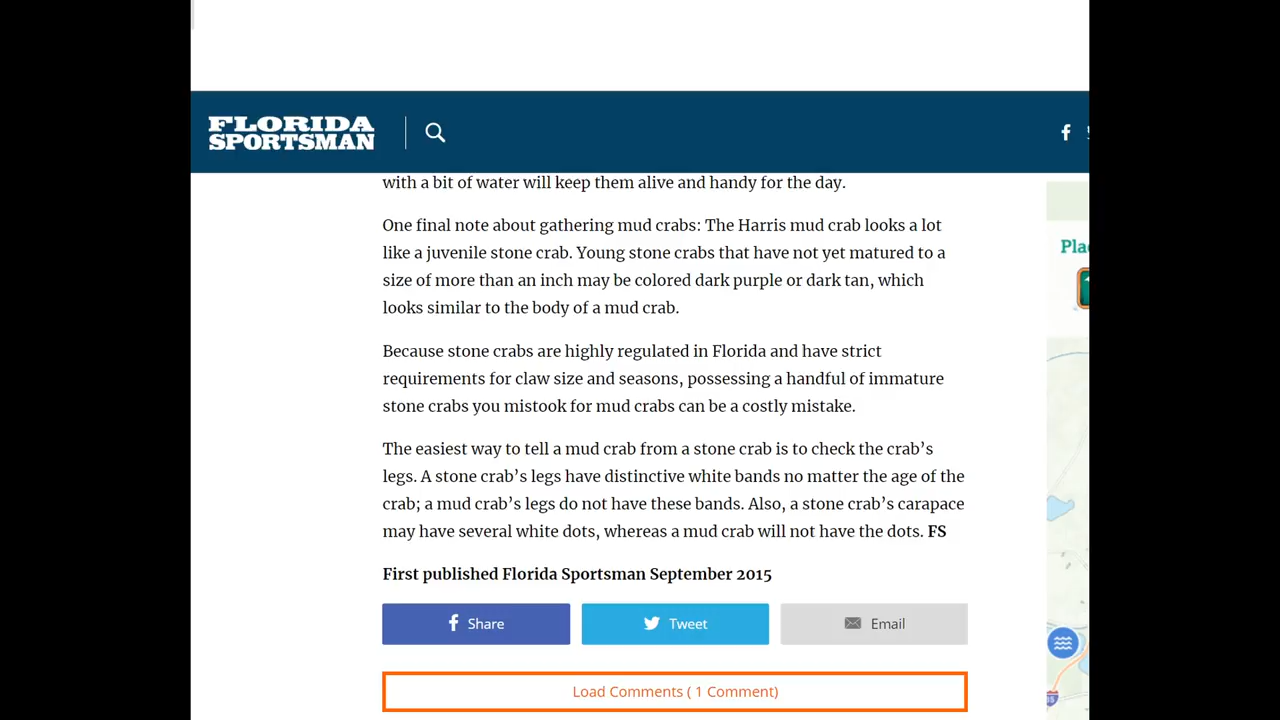 FLORIDA
SPORTSMAN
with a bit of water will keep them alive and handy for the day.
One final note about gathering mud crabs: The Harris mud crab looks a lot
like a juvenile stone crab. Young stone crabs that have not yet matured to a
size of more than an inch may be colored dark purple or dark tan, which
looks similar to the body of a mud crab.
Because stone crabs are highly regulated in Florida and have strict
requirements for claw size and seasons, possessing a handful of immature
stone crabs you mistook for mud crabs can be a costly mistake.
The easiest way to tell a mud crab from a stone crab is to check the crab’s
legs. A stone crab’s legs have distinctive white bands no matter the age of the
crab; a mud crab’s legs do not have these bands. Also, a stone crab’s carapace
may have several white dots, whereas a mud crab will not have the dots. FS
First published Florida Sportsman September 2015
Share
Tweet
Email
Load Comments ( 1 Comment)